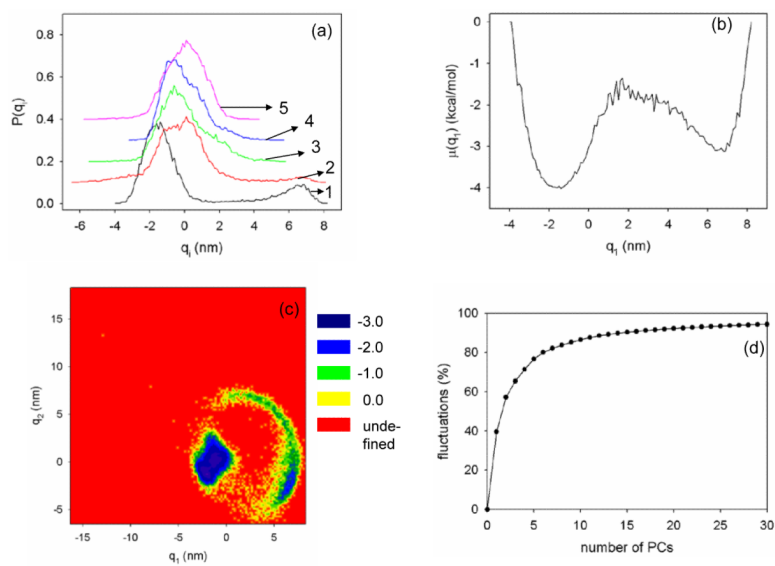 (a)
P(qi)
0.8
0.6
0.4
0.2
0.0
5
4
3
2
1
-6 -4 -2 0 2 4 6 8
qi (nm)
(b)
μ(q1) (kcal/mol)
0
-1
-2
-3
-4
-4 -2 0 2 4 6 8
q1 (nm)
(c)
q2 (nm)
15
10
5
0
-5
-15 -10 -5 0 5
q1 (nm)
-3.0
-2.0
-1.0
0.0
unde-
fined
(d)
fluctuations (%)
100
80
60
40
20
0
0 5 10 15 20 25 30
number of PCs